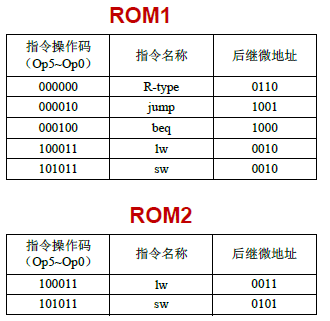 ROM1
指令操作码 指令名称 后继微地址
（Op5~Op0）
000000 R-type 0110
000010 jump 1001
000100 beq 1000
100011 lw 0010
101011 sw 0010
ROM2
指令操作码 指令名称 后继微地址
（Op5~Op0）
100011 lw 0011
101011 sw 0101